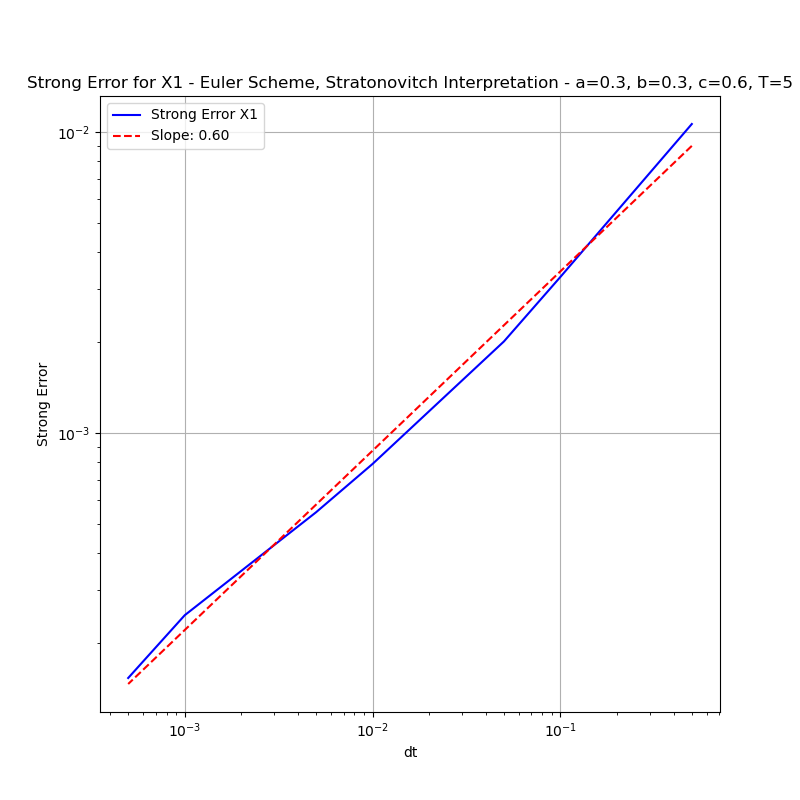 Strong Error for X1 - Euler Scheme, Stratonovitch Interpretation - a=0.3, b=0.3, c=0.6, T=5
Strong Error X1
Slope: 0.60
10⁻²
10⁻³
Strong Error
10⁻³ 10⁻² 10⁻¹
dt